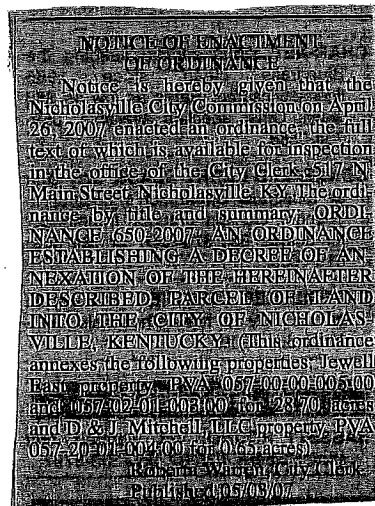 NOTICE OF ENACTMENT
OF ORDINANCE
Notice is hereby given that the
Nicholasville City Commission on April
26, 2007 enacted an ordinance, the full
text of which is available for inspection
in the office of the City Clerk, 517 N.
Main Street, Nicholasville, KY. The ordi-
nance by title and summary, ORDI-
NANCE 650-2007 AN ORDINANCE
ESTABLISHING A DECREE OF AN-
NEXATION OF THE HEREINAFTER
DESCRIBED PARCEL OF LAND
INTO THE CITY OF NICHOLAS-
VILLE, KENTUCKY. (This ordinance
annexes the following properties; Jewell
property PVA 057-00-00-005.00
and 057-02-01-003.00 for 28.70 acres
and D. & J. Mitchell, LLC property PVA
057-20-01-004.00 for 0.65 acres)
Roberta Warren, City Clerk
Published 05/03/07